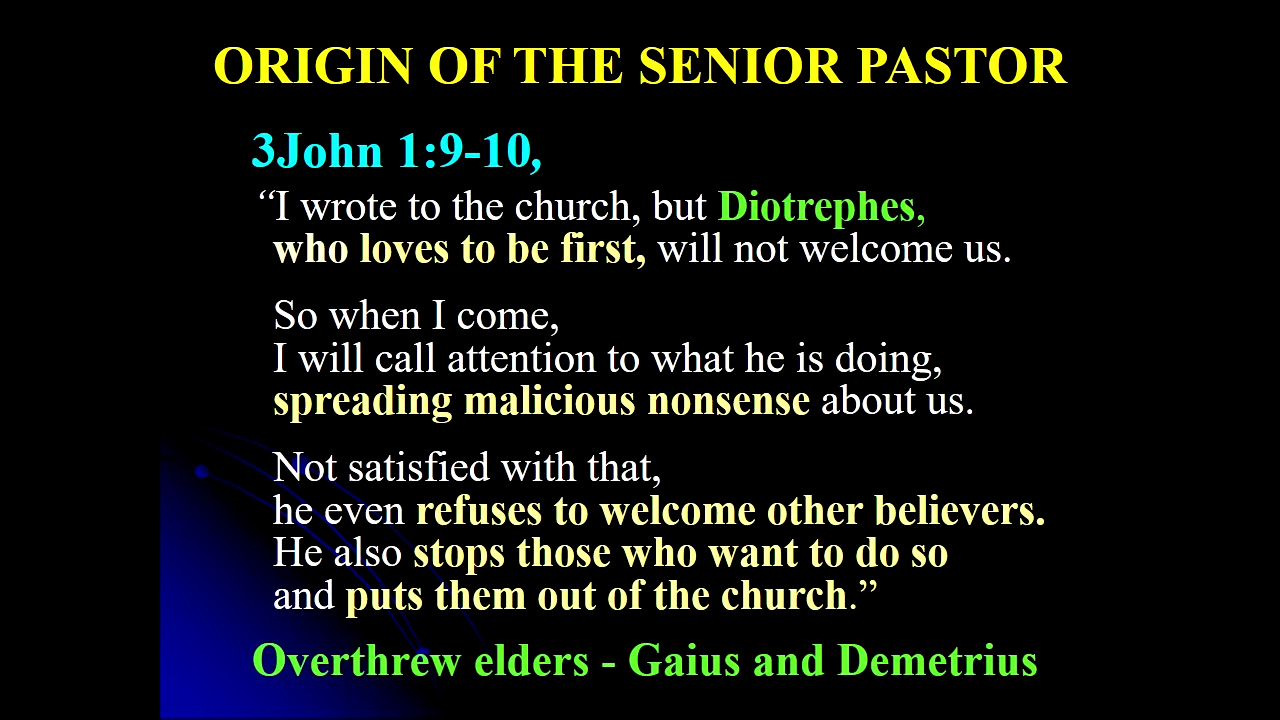 ORIGIN OF THE SENIOR PASTOR
3John 1:9-10,
“I wrote to the church, but Diotrephes,
who loves to be first, will not welcome us.
So when I come,
I will call attention to what he is doing,
spreading malicious nonsense about us.
Not satisfied with that,
he even refuses to welcome other believers.
He also stops those who want to do so
and puts them out of the church.”
Overthrew elders - Gaius and Demetrius